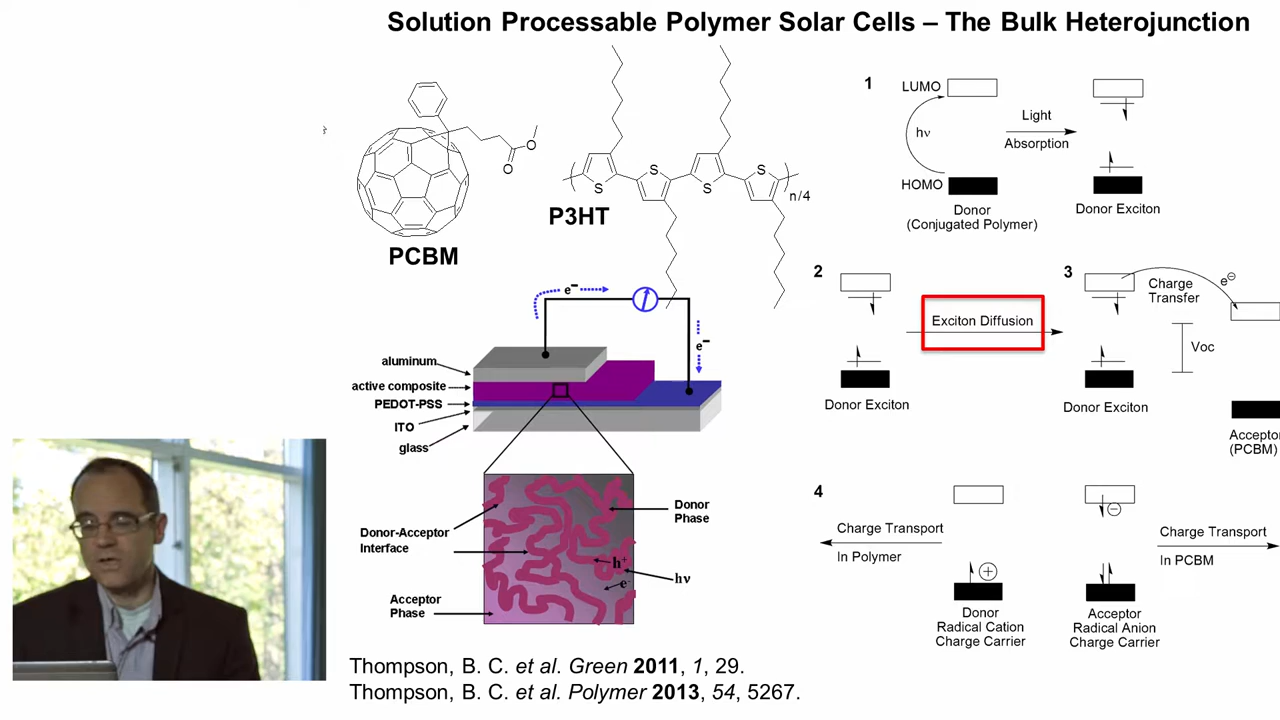 Solution Processable Polymer Solar Cells – The Bulk Heterojunction
O
O
PCBM
S
S
S
S
n/4
P3HT
1
LUMO
hν
HOMO
Light
Absorption
Donor
(Conjugated Polymer)
Donor Exciton
2
Exciton Diffusion
Donor Exciton
3
Charge
Transfer
e⊖
Voc
Donor Exciton
Acceptor
(PCBM)
e–
e–
aluminum
active composite
PEDOT-PSS
ITO
glass
Donor
Phase
Donor-Acceptor
Interface
h+
hν
e-
Acceptor
Phase
4
Charge Transport
In Polymer
Donor
Radical Cation
Charge Carrier
Acceptor
Radical Anion
Charge Carrier
Charge Transport
In PCBM
Thompson, B. C. et al. Green 2011, 1, 29.
Thompson, B. C. et al. Polymer 2013, 54, 5267.